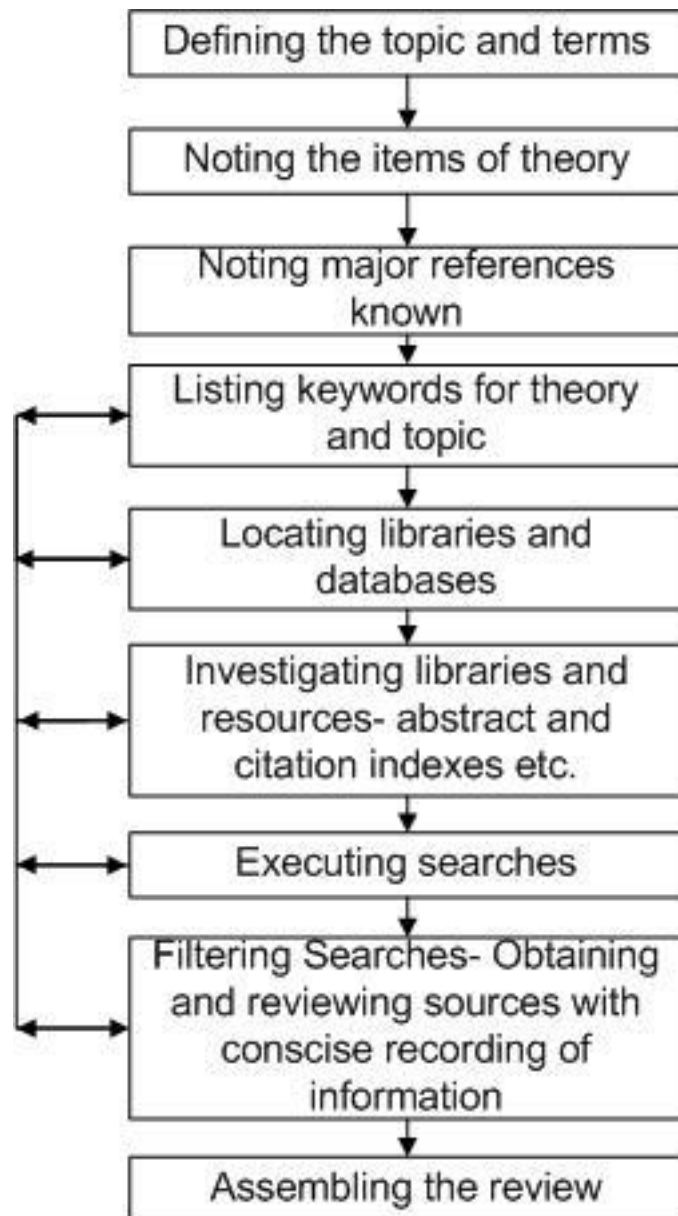 Defining the topic and terms
Noting the items of theory
Noting major references
known
Listing keywords for theory
and topic
Locating libraries and
databases
Investigating libraries and
resources- abstract and
citation indexes etc.
Executing searches
Filtering Searches- Obtaining
and reviewing sources with
conscise recording of
information
Assembling the review